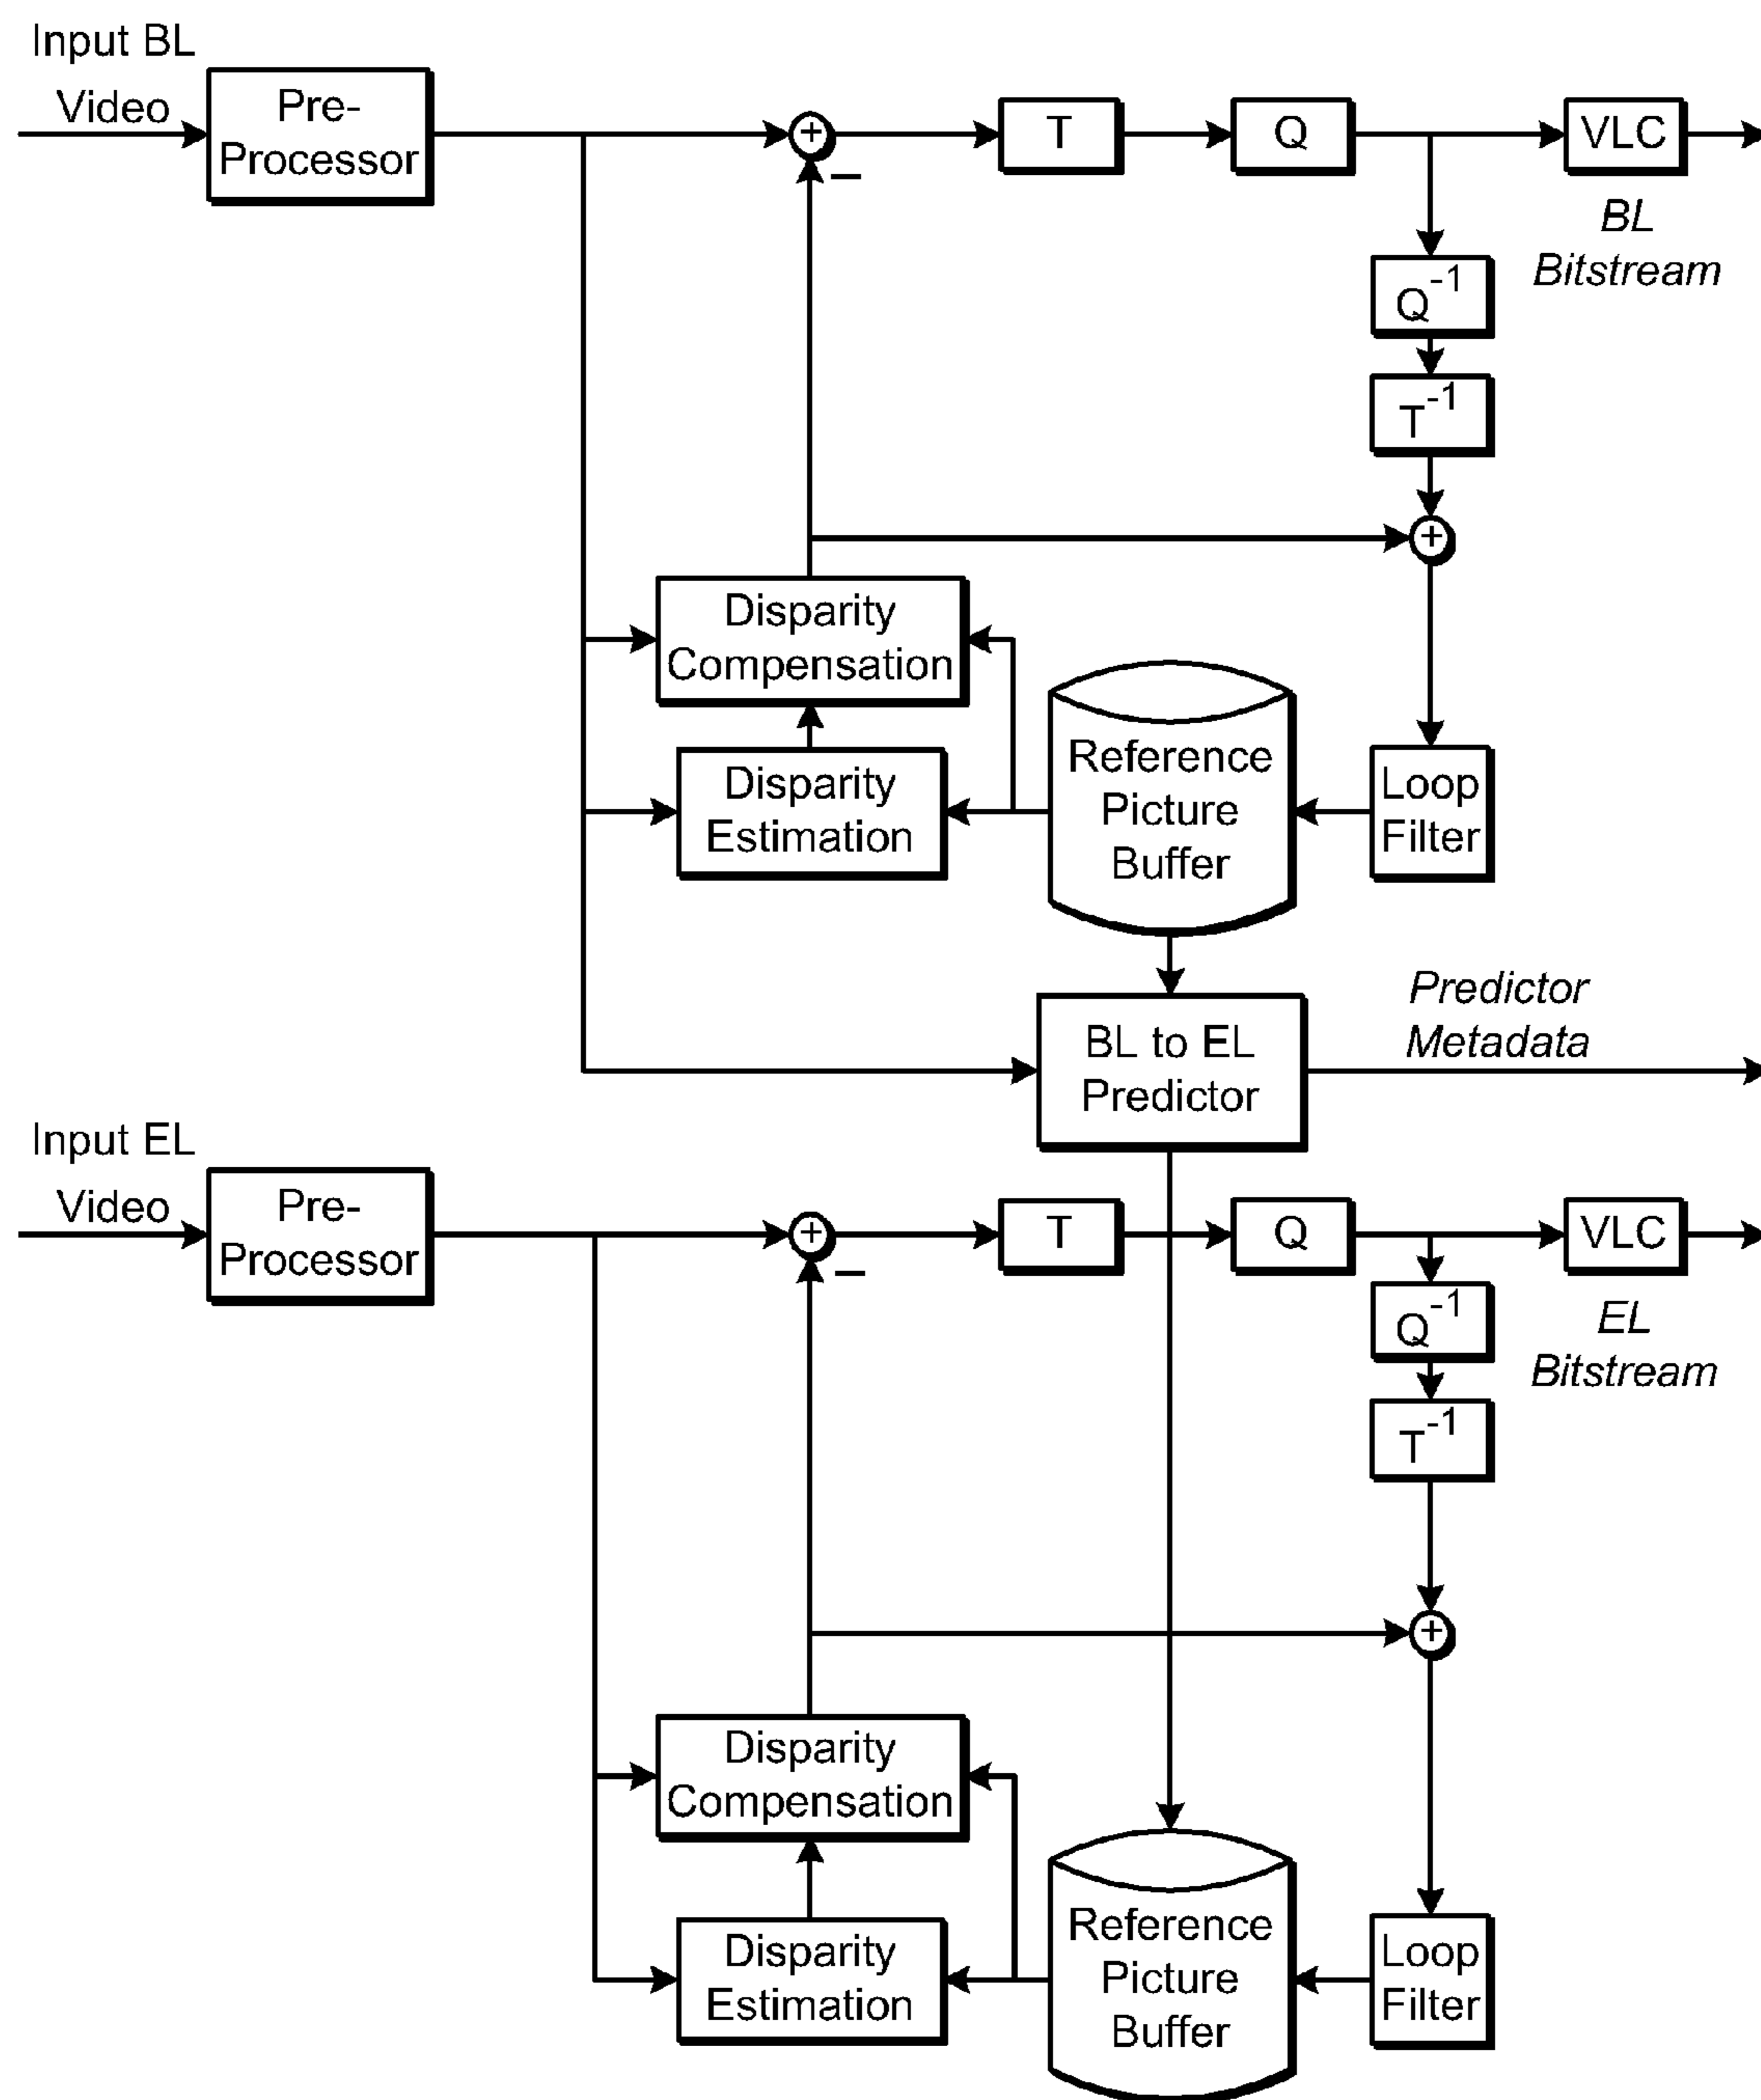 Input BL
Video
Pre-
Processor
+
−
T
Q
VLC
BL
Bitstream
Q-1
T-1
+
Disparity
Compensation
Disparity
Estimation
Reference
Picture
Buffer
Loop
Filter
BL to EL
Predictor
Predictor
Metadata
Input EL
Video
Pre-
Processor
+
−
T
Q
VLC
EL
Bitstream
Q-1
T-1
+
Disparity
Compensation
Disparity
Estimation
Reference
Picture
Buffer
Loop
Filter